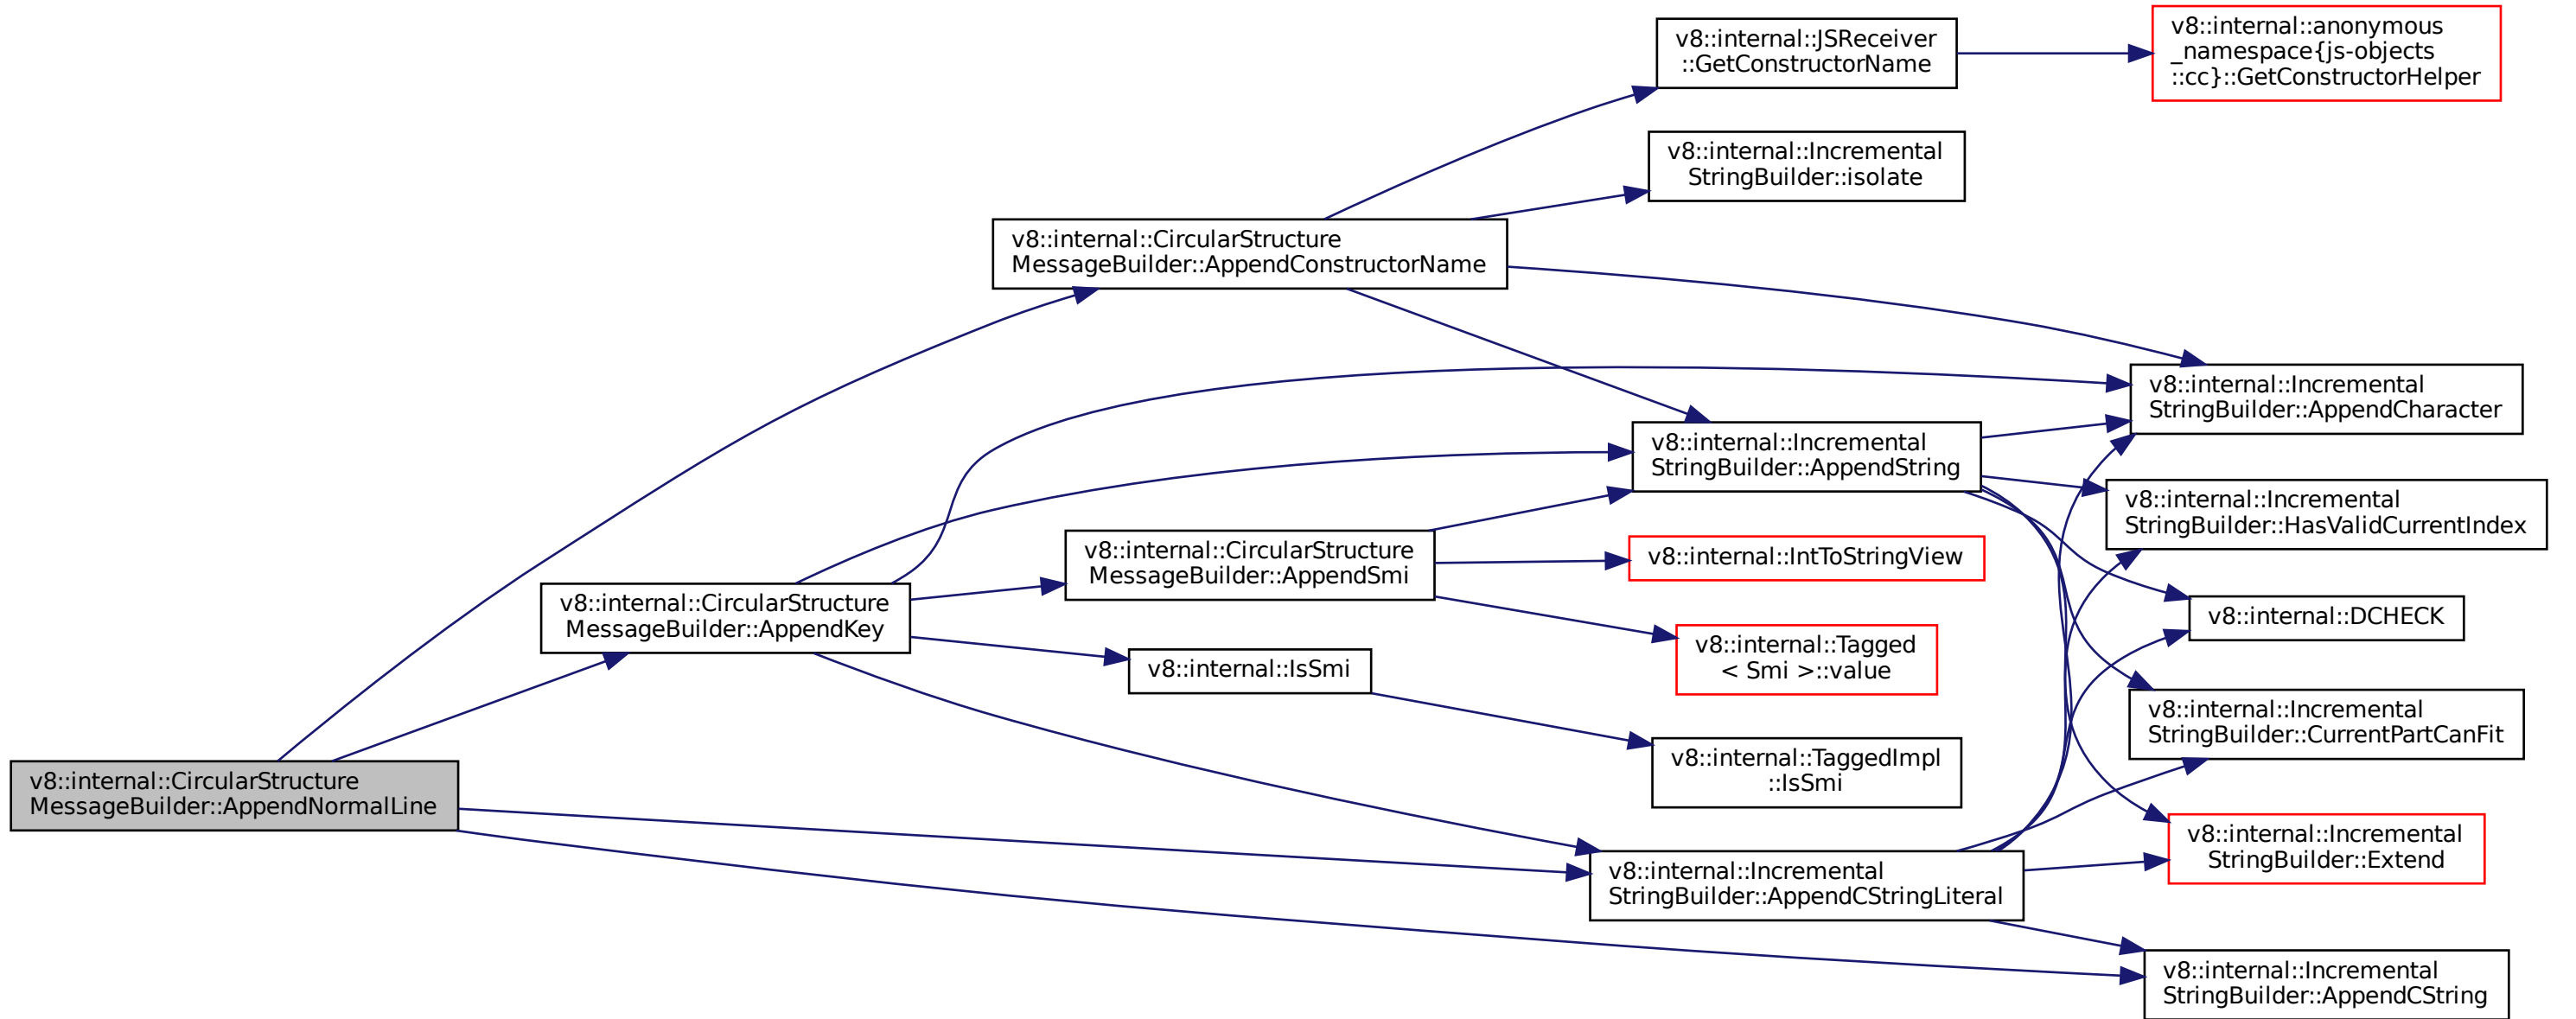 v8::internal::JSReceiver
::GetConstructorName
v8::internal::anonymous
_namespace{js-objects
::cc}::GetConstructorHelper
v8::internal::Incremental
StringBuilder::isolate
v8::internal::CircularStructure
MessageBuilder::AppendConstructorName
v8::internal::Incremental
StringBuilder::AppendCharacter
v8::internal::Incremental
StringBuilder::AppendString
v8::internal::Incremental
StringBuilder::HasValidCurrentIndex
v8::internal::CircularStructure
MessageBuilder::AppendSmi
v8::internal::IntToStringView
v8::internal::CircularStructure
MessageBuilder::AppendKey
v8::internal::DCHECK
v8::internal::Tagged
< Smi >::value
v8::internal::IsSmi
v8::internal::Incremental
StringBuilder::CurrentPartCanFit
v8::internal::TaggedImpl
::IsSmi
v8::internal::CircularStructure
MessageBuilder::AppendNormalLine
v8::internal::Incremental
StringBuilder::Extend
v8::internal::Incremental
StringBuilder::AppendCStringLiteral
v8::internal::Incremental
StringBuilder::AppendCString